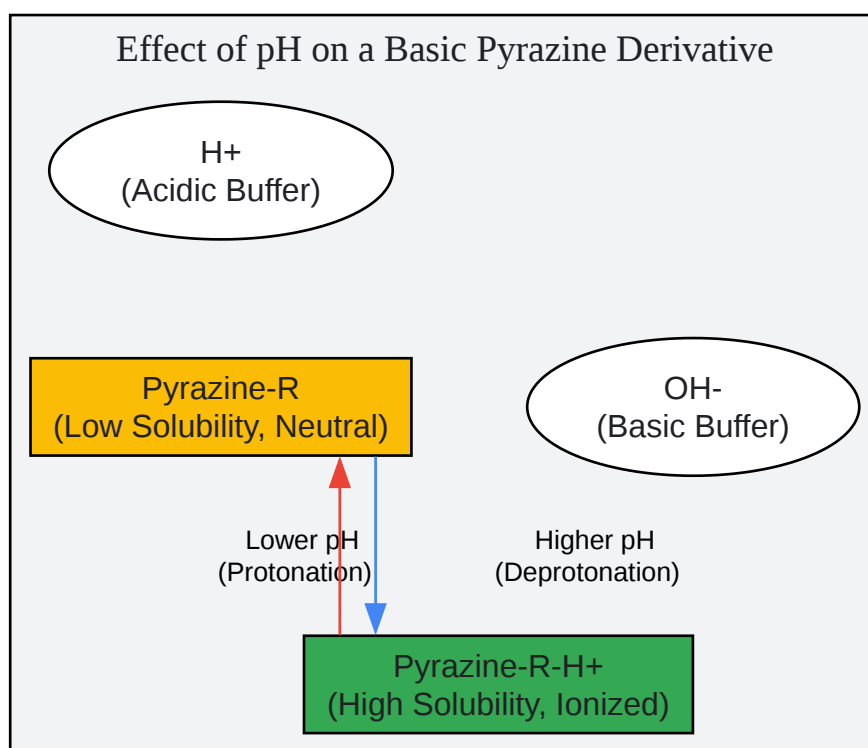 Effect of pH on a Basic Pyrazine Derivative
H+
(Acidic Buffer)
Pyrazine-R
(Low Solubility, Neutral)
OH-
(Basic Buffer)
Lower pH
(Protonation)
Higher pH
(Deprotonation)
Pyrazine-R-H+
(High Solubility, Ionized)